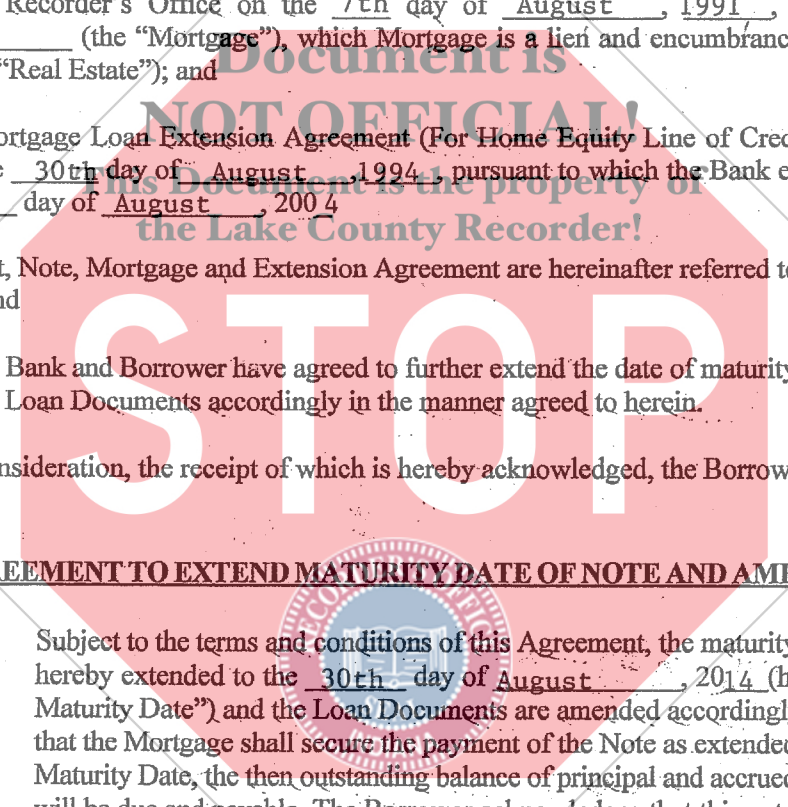 Recorder's Office on the 7th day of August, 1991,
(the “Mortgage”), which Mortgage is a lien and encumbranc
“Real Estate”); and
Document is
NOT OFFICIAL!
ortgage Loan Extension Agreement (For Home Equity Line of Cred
e 30th day of August, 1994, pursuant to which the Bank e
This Document is the property of
day of August, 2004
the Lake County Recorder!
t, Note, Mortgage and Extension Agreement are hereinafter referred to
nd
STOP
Bank and Borrower have agreed to further extend the date of maturity
Loan Documents accordingly in the manner agreed to herein.
nsideration, the receipt of which is hereby acknowledged, the Borrow
EEMENT TO EXTEND MATURITY DATE OF NOTE AND AME
Subject to the terms and conditions of this Agreement, the maturity
hereby extended to the 30th day of August, 2014 (h
Maturity Date”) and the Loan Documents are amended accordingl
that the Mortgage shall secure the payment of the Note as extended
Maturity Date, the then outstanding balance of principal and accrued